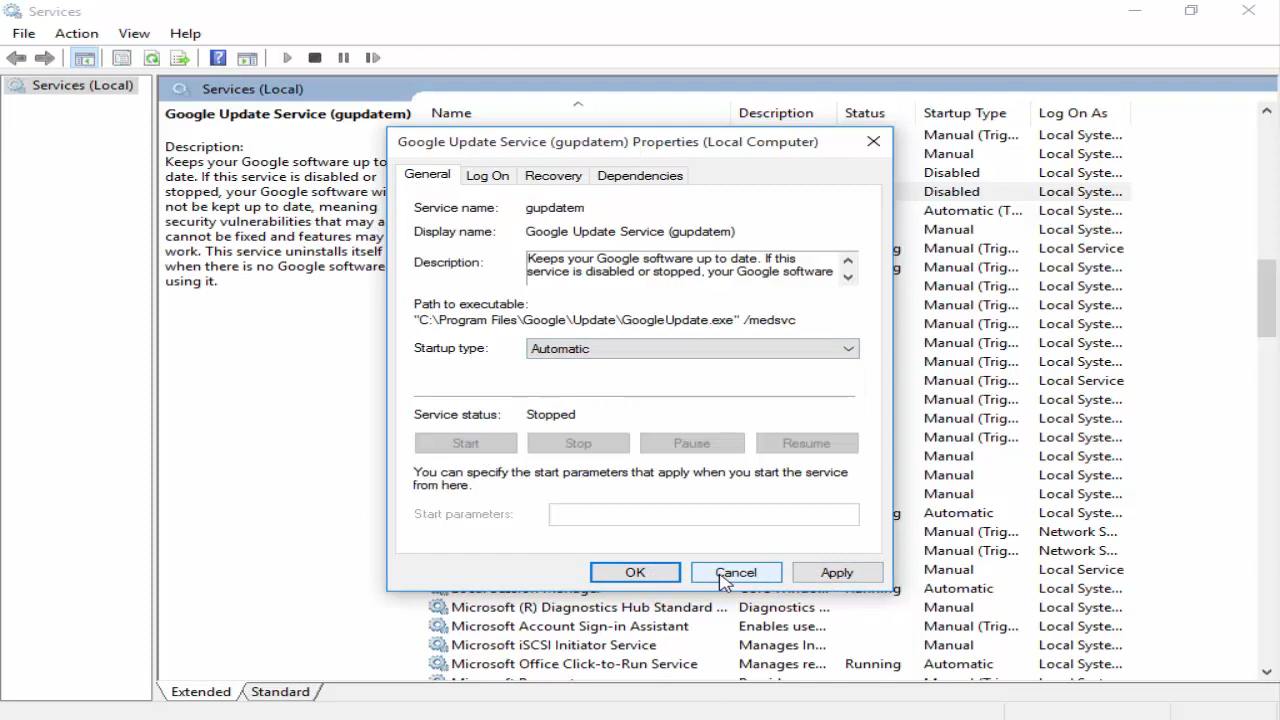 Services
File Action View Help
Services (Local)
Services (Local)
Google Update Service (gupdatem)
Description:
Keeps your Google software up to
date. If this service is disabled or
stopped, your Google software wi
not be kept up to date, meaning
security vulnerabilities that may a
cannot be fixed and features may
work. This service uninstalls itself
when there is no Google software
using it.
Name Description Status Startup Type Log On As
Manual (Trig... Local Syste...
Manual Local Syste...
Disabled Local Syste...
Disabled Local Syste...
Automatic (T... Local Syste...
Manual Local Syste...
Manual (Trig... Local Service
Manual (Trig... Local Syste...
Manual (Trig... Local Syste...
Manual (Trig... Local Syste...
Manual (Trig... Local Syste...
Manual (Trig... Local Syste...
Manual (Trig... Local Syste...
Manual (Trig... Local Service
Manual (Trig... Local Syste...
Manual (Trig... Local Syste...
Manual (Trig... Local Syste...
Manual Local Syste...
Manual Local Syste...
Manual Local Syste...
Automatic Local Syste...
Manual (Trig... Network S...
Manual (Trig... Network S...
Manual Local Service
Automatic Local Syste...
Microsoft (R) Diagnostics Hub Standard ... Diagnostics ... Manual Local Syste...
Microsoft Account Sign-in Assistant Enables use... Manual (Trig... Local Syste...
Microsoft iSCSI Initiator Service Manages In... Manual Local Syste...
Microsoft Office Click-to-Run Service Manages re... Running Automatic Local Syste...
Extended Standard
Google Update Service (gupdatem) Properties (Local Computer)
General Log On Recovery Dependencies
Service name: gupdatem
Display name: Google Update Service (gupdatem)
Description: Keeps your Google software up to date. If this
service is disabled or stopped, your Google software
Path to executable:
"C:\Program Files\Google\Update\GoogleUpdate.exe" /medsvc
Startup type: Automatic
Service status: Stopped
Start Stop Pause Resume
You can specify the start parameters that apply when you start the service
from here.
Start parameters:
OK Cancel Apply